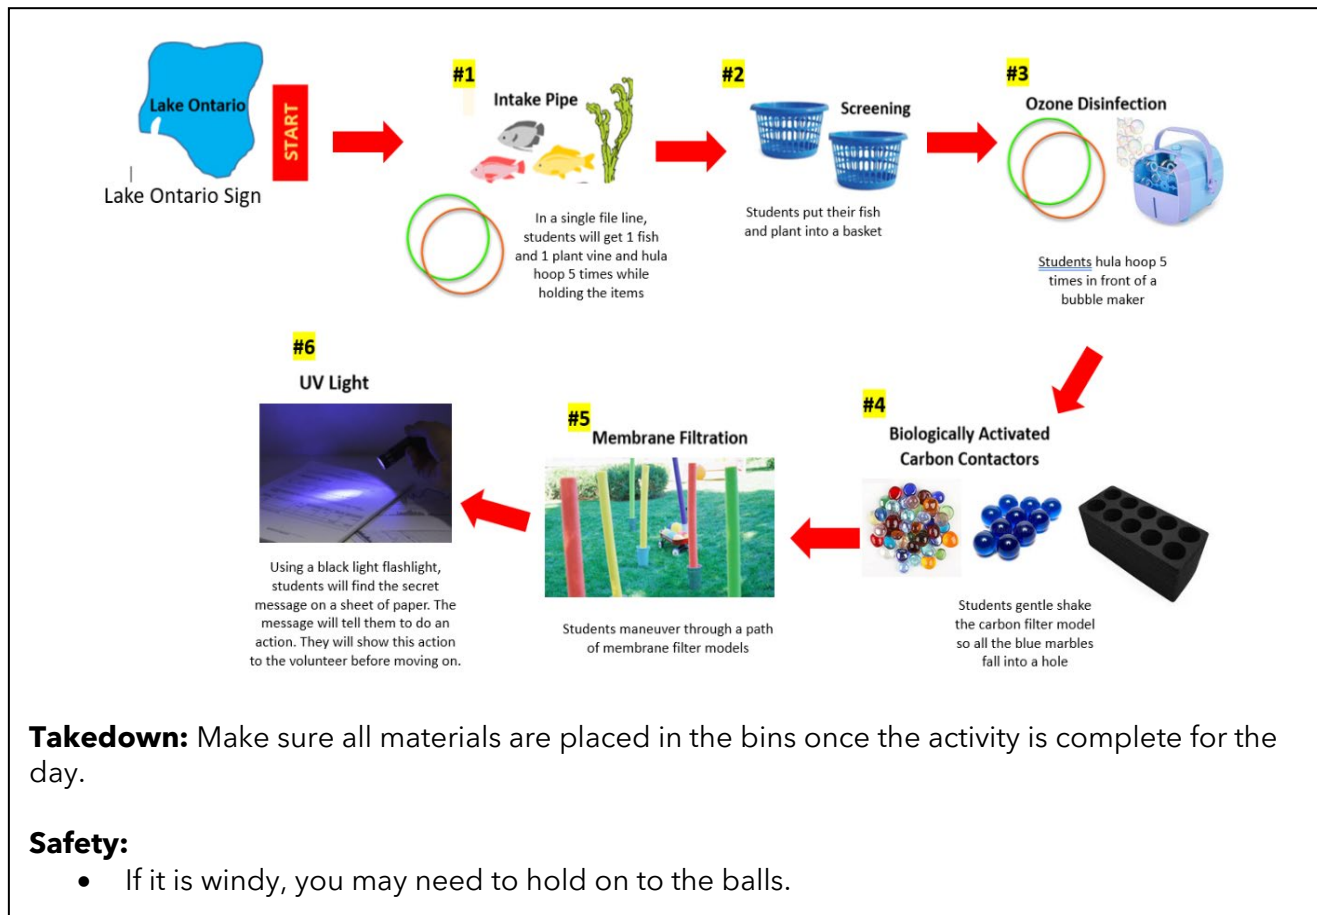 Lake Ontario
START
Lake Ontario Sign
#1
Intake Pipe
In a single file line,
students will get 1 fish
and 1 plant vine and hula
hoop 5 times while
holding the items
#2
Screening
Students put their fish
and plant into a basket
#3
Ozone Disinfection
Students hula hoop 5
times in front of a
bubble maker
#4
Biologically Activated
Carbon Contactors
Students gentle shake
the carbon filter model
so all the blue marbles
fall into a hole
#5
Membrane Filtration
Students maneuver through a path
of membrane filter models
#6
UV Light
Using a black light flashlight,
students will find the secret
message on a sheet of paper. The
message will tell them to do an
action. They will show this action
to the volunteer before moving on.
Takedown: Make sure all materials are placed in the bins once the activity is complete for the
day.
Safety:
• If it is windy, you may need to hold on to the balls.